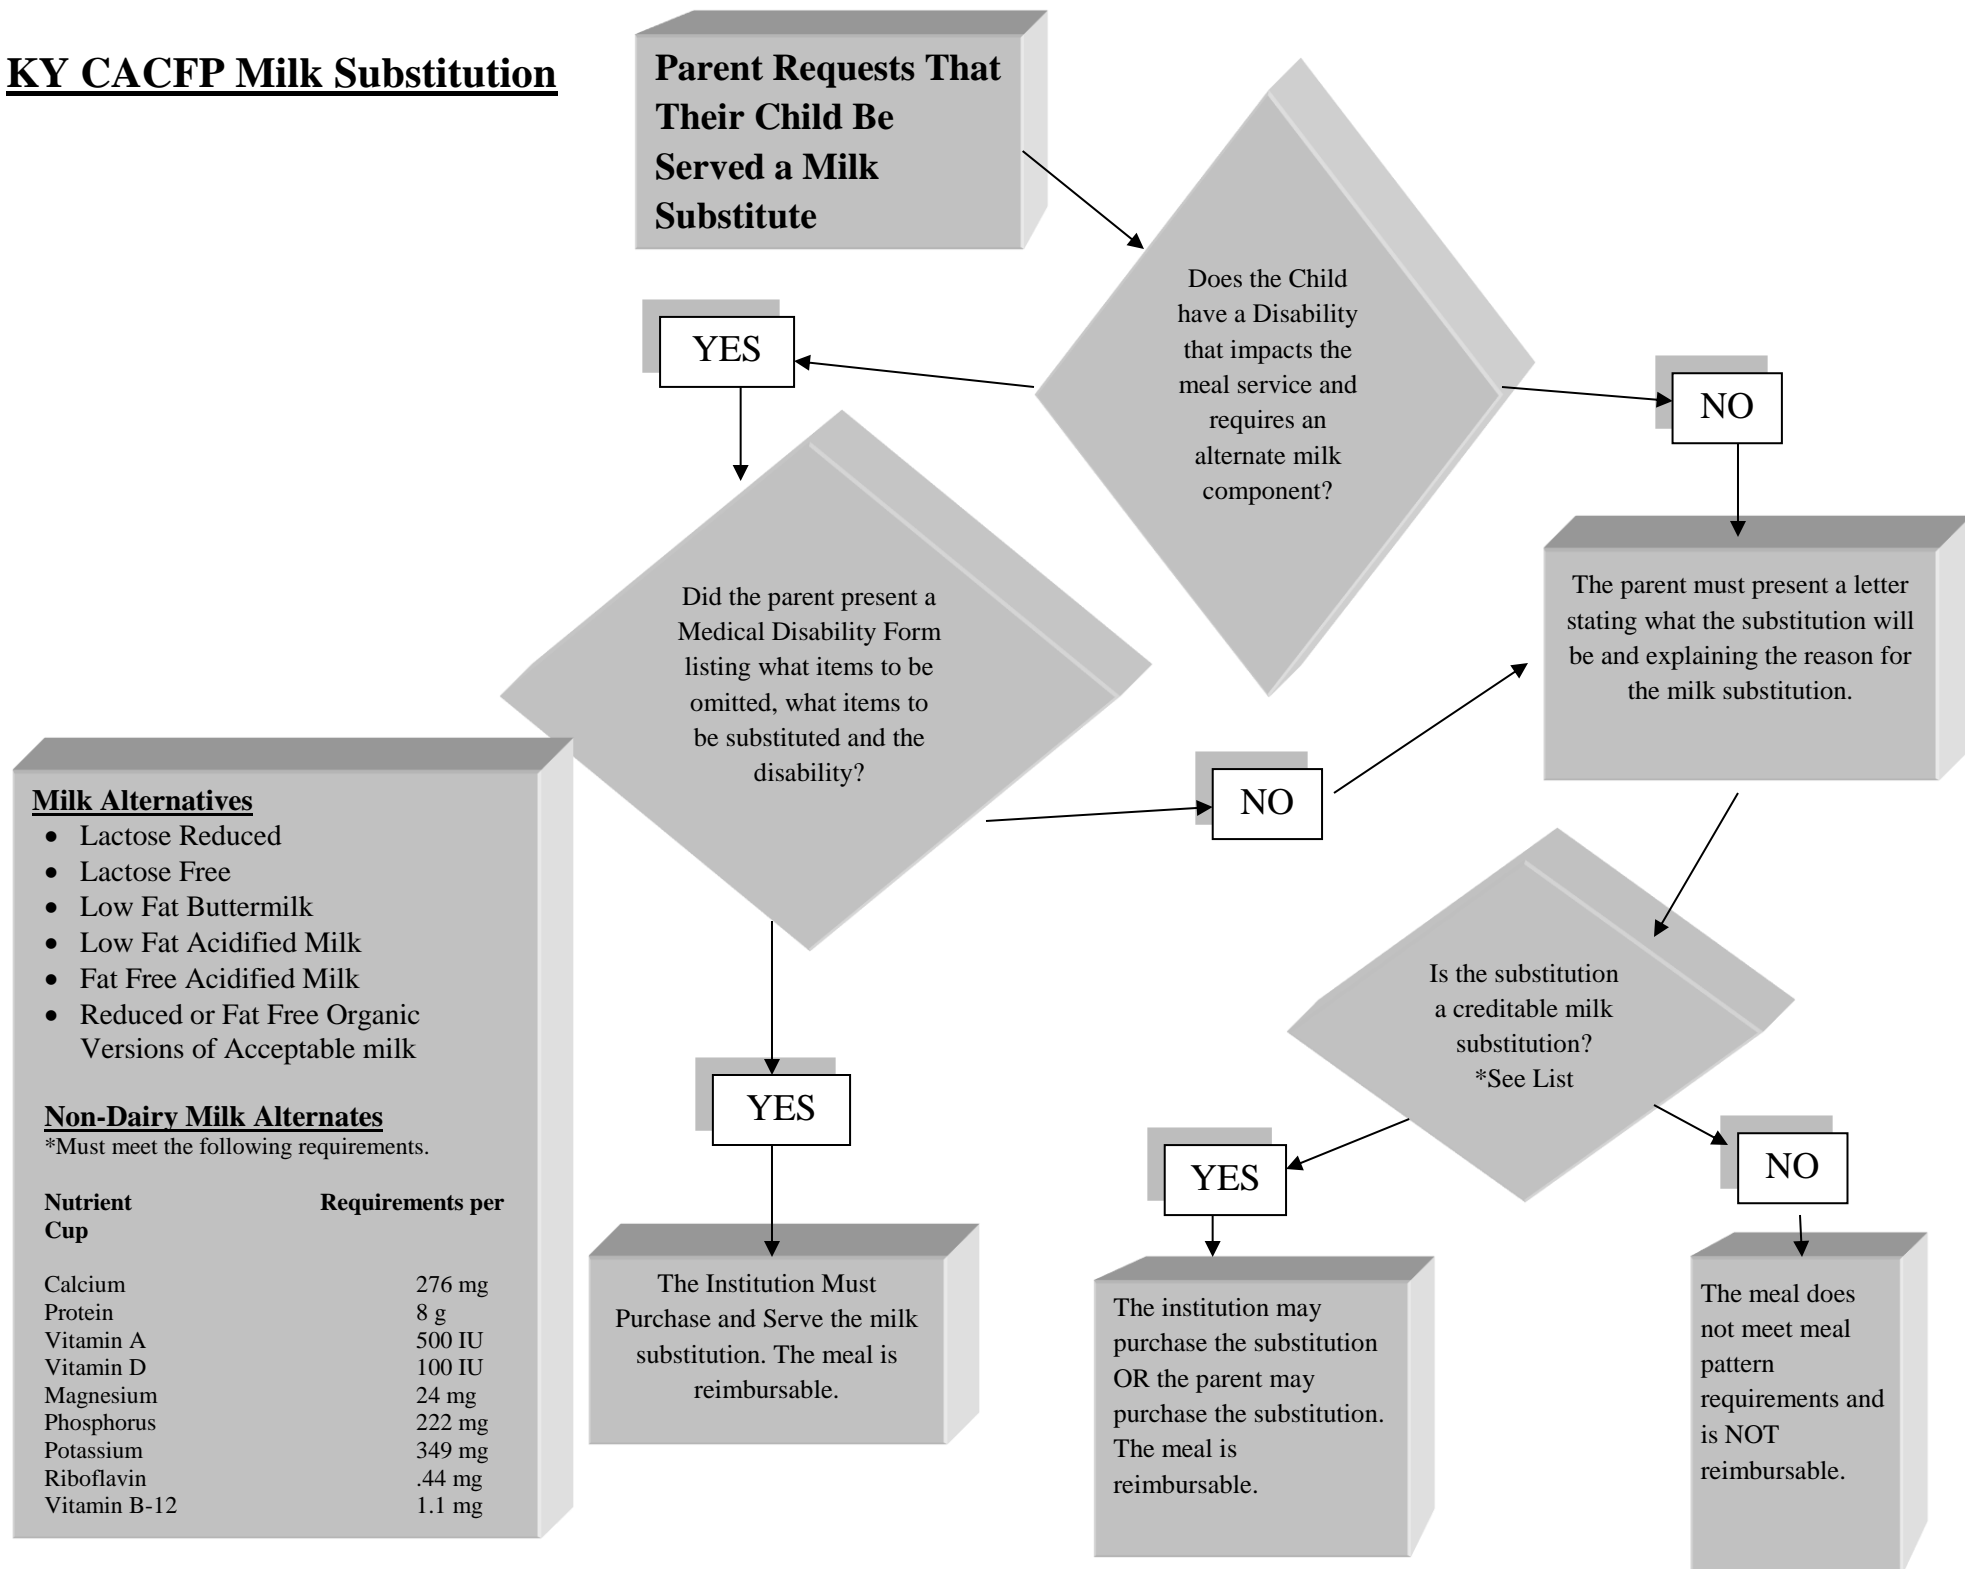 KY CACFP Milk Substitution
Parent Requests That
Their Child Be
Served a Milk
Substitute
Does the Child
have a Disability
that impacts the
meal service and
requires an
alternate milk
component?
YES
NO
Did the parent present a
Medical Disability Form
listing what items to be
omitted, what items to
be substituted and the
disability?
The parent must present a letter
stating what the substitution will
be and explaining the reason for
the milk substitution.
NO
YES
The Institution Must
Purchase and Serve the milk
substitution. The meal is
reimbursable.
Is the substitution
a creditable milk
substitution?
*See List
YES
NO
The institution may
purchase the substitution
OR the parent may
purchase the substitution.
The meal is
reimbursable.
The meal does
not meet meal
pattern
requirements and
is NOT
reimbursable.
Milk Alternatives
• Lactose Reduced
• Lactose Free
• Low Fat Buttermilk
• Low Fat Acidified Milk
• Fat Free Acidified Milk
• Reduced or Fat Free Organic
Versions of Acceptable milk
Non-Dairy Milk Alternates
*Must meet the following requirements.
Nutrient Requirements per
Cup
Calcium 276 mg
Protein 8 g
Vitamin A 500 IU
Vitamin D 100 IU
Magnesium 24 mg
Phosphorus 222 mg
Potassium 349 mg
Riboflavin .44 mg
Vitamin B-12 1.1 mg